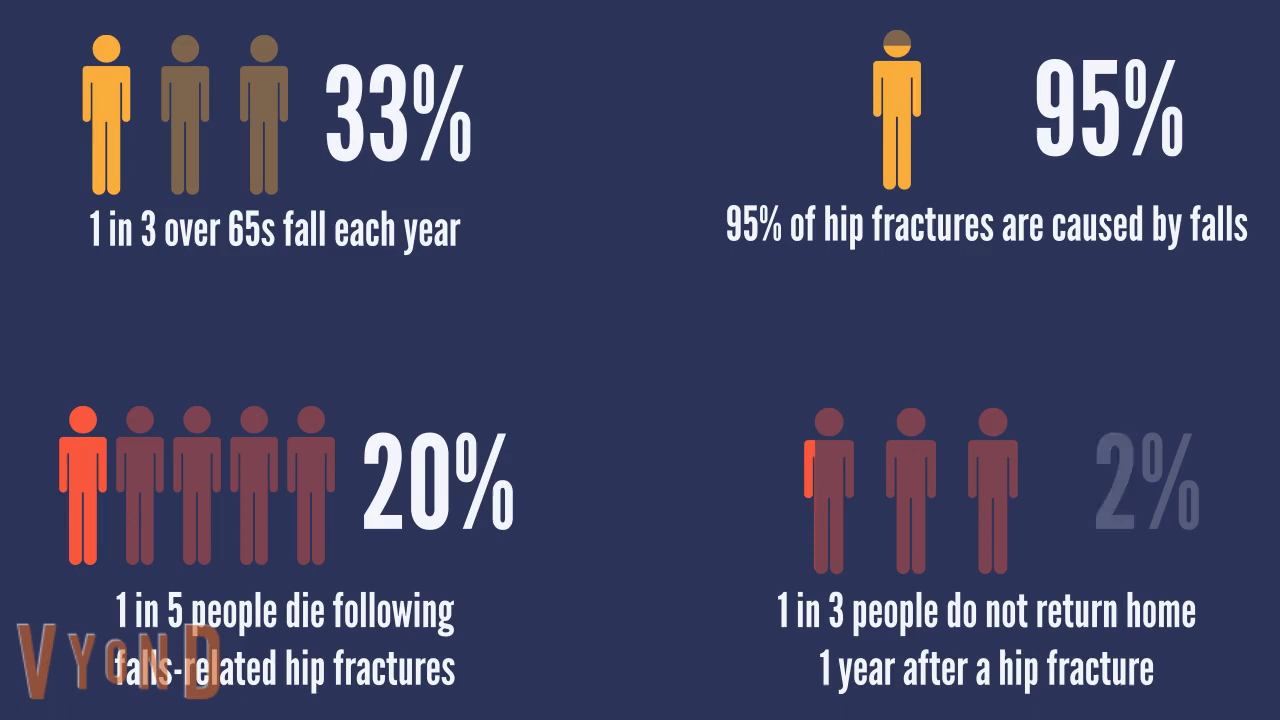 33%
1 in 3 over 65s fall each year
95%
95% of hip fractures are caused by falls
20%
1 in 5 people die following
falls-related hip fractures
2%
1 in 3 people do not return home
1 year after a hip fracture
VYOND